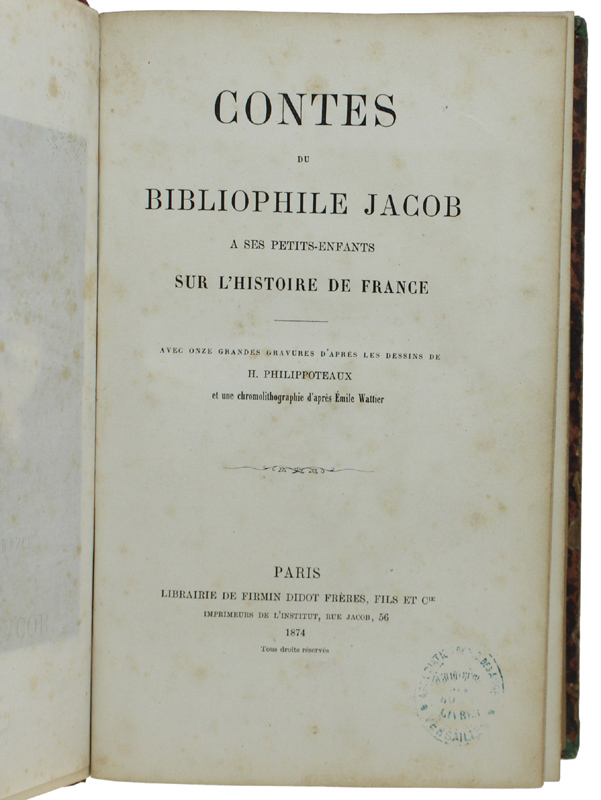 CONTES
DU
BIBLIOPHILE JACOB
A SES PETITS-ENFANTS
SUR L'HISTOIRE DE FRANCE
AVEC ONZE GRANDES GRAVURES D'APRÈS LES DESSINS DE
H. PHILIPPOTEAUX
et une chromolithographie d'après Émile Wattier
PARIS
LIBRAIRIE DE FIRMIN DIDOT FRÈRES, FILS ET Cie
IMPRIMEURS DE L'INSTITUT, RUE JACOB, 56
1874
Tous droits réservés
LIVRES
VERSAILLES